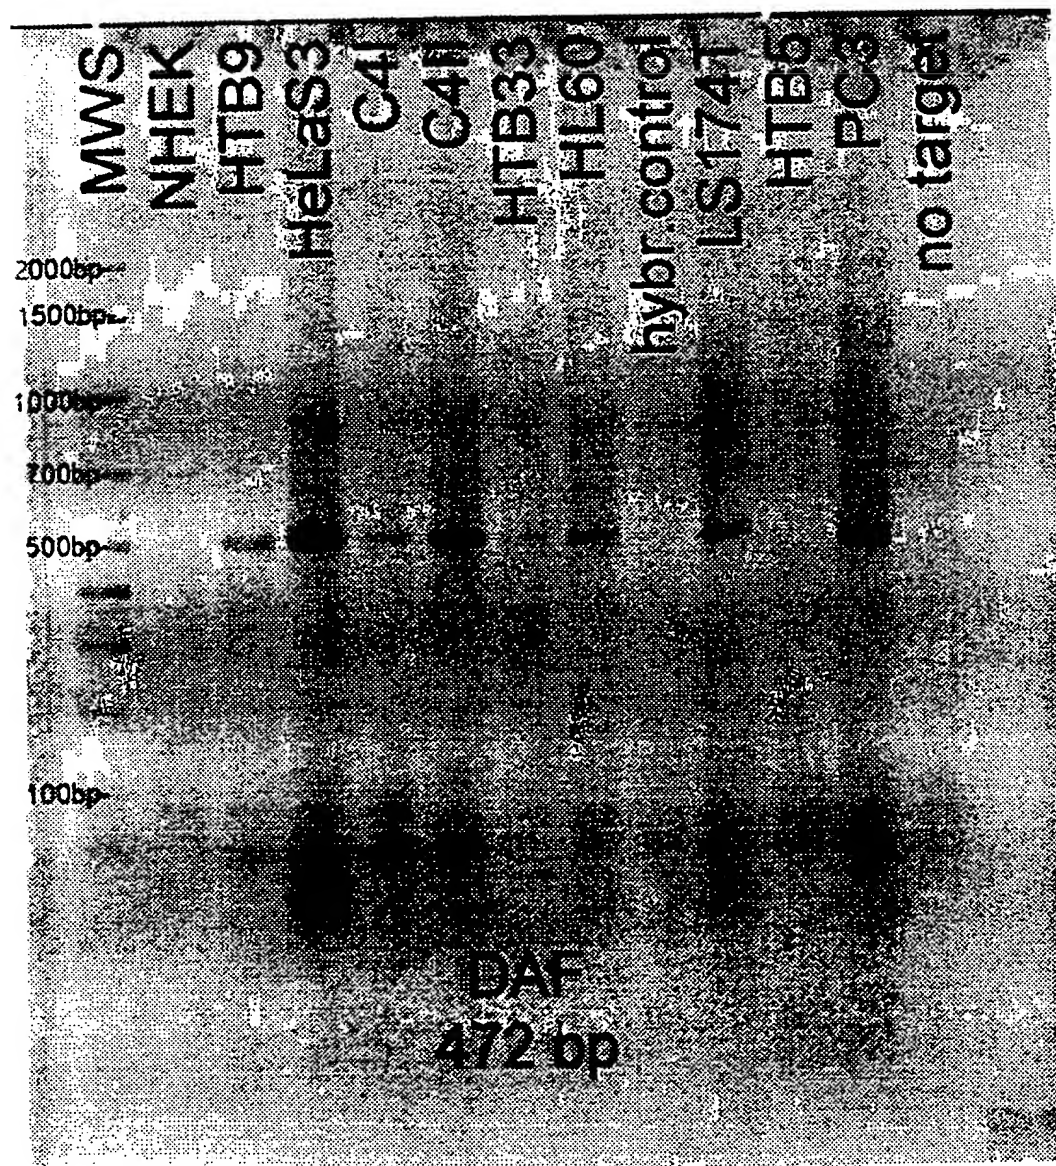 MWS
NHEK
HTB9
HeLaS3
C4I
C4II
HTB33
HL60
hybr.control
LS174T
HTB5
PC3
no target
2000bp
1500bp
1000bp
700bp
500bp
100bp
DAF
472 bp